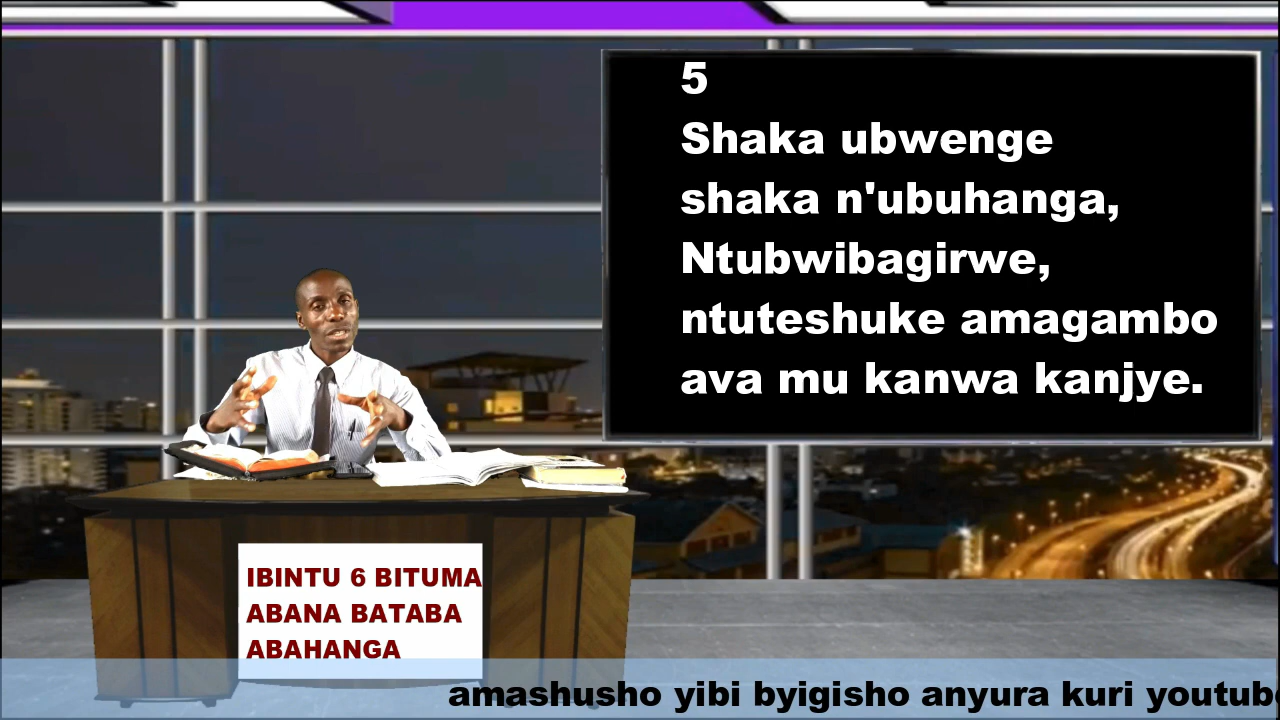 5
Shaka ubwenge
shaka n'ubuhanga,
Ntubwibagirwe,
ntuteshuke amagambo
ava mu kanwa kanjye.
IBINTU 6 BITUMA
ABANA BATABA
ABAHANGA
amashusho yibi byigisho anyura kuri youtub